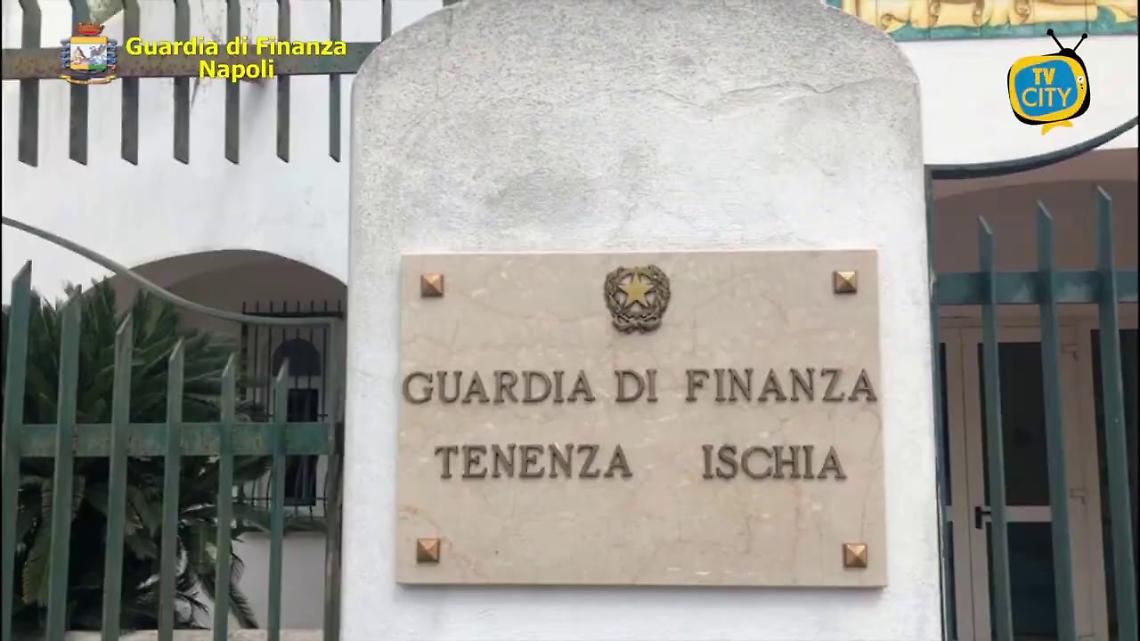 Guardia di Finanza
Napoli
TV
CITY
GUARDIA DI FINANZA
TENENZA ISCHIA